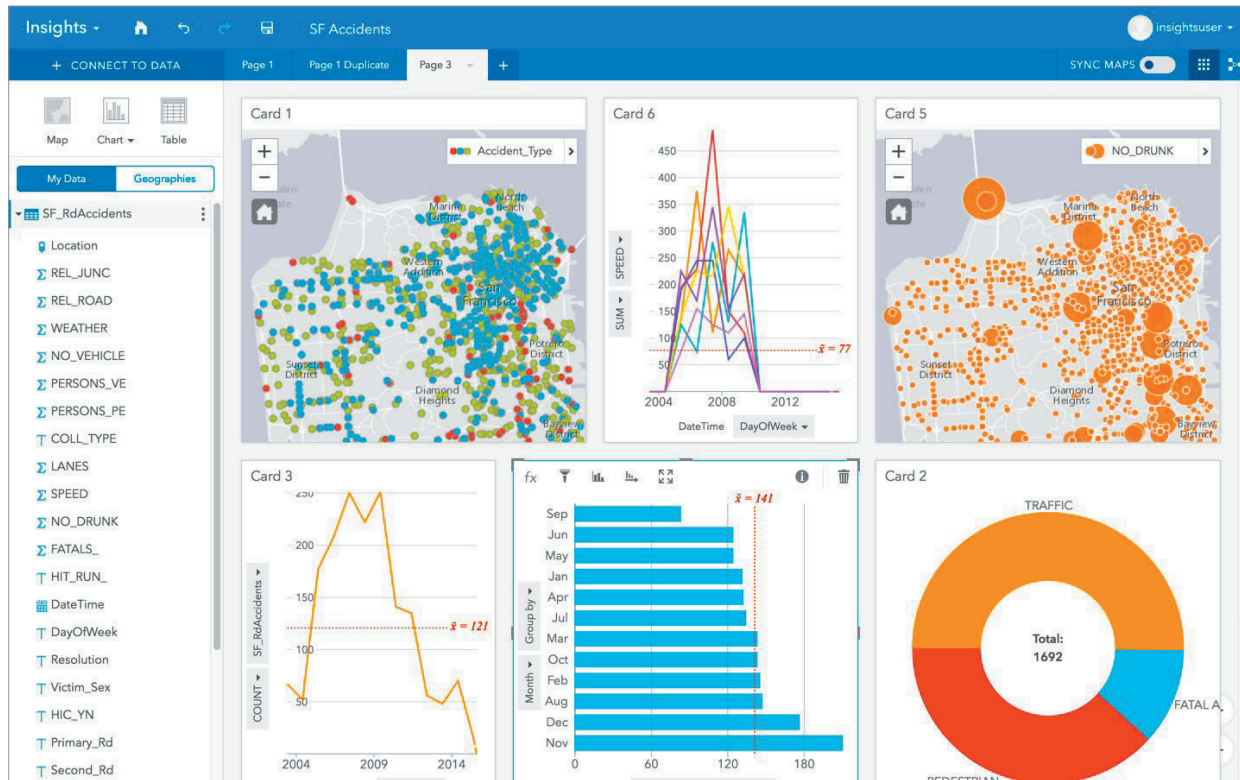 Insights
SF Accidents
insightsuser
+ CONNECT TO DATA
Page 1
Page 1 Duplicate
Page 3
+
SYNC MAPS
Map
Chart
Table
My Data
Geographies
SF_RdAccidents
Location
REL_JUNC
REL_ROAD
WEATHER
NO_VEHICLE
PERSONS_VE
PERSONS_PE
COLL_TYPE
LANES
SPEED
NO_DRUNK
FATALS_
HIT_RUN_
DateTime
DayOfWeek
Resolution
Victim_Sex
HIC_YN
Primary_Rd
Second_Rd
Card 1
+
−
Accident_Type
Marina
District
North
Beach
Western
Addition
San
Francisco
Sunset
District
Potrero
District
Diamond
Heights
Bayview
District
Card 6
450
400
350
300
250
200
150
100
50
SPEED
SUM
x̄ = 77
2004
2008
2012
DateTime
DayOfWeek
Card 5
+
−
NO_DRUNK
Marina
District
North
Beach
Western
Addition
San
Francisco
Sunset
District
Potrero
District
Diamond
Heights
Bayview
District
Card 3
250
200
150
100
50
SF_RdAccidents
COUNT
x̄ = 121
2004
2009
2014
fx
x̄ = 141
Sep
Jun
May
Jan
Apr
Jul
Mar
Oct
Feb
Aug
Dec
Nov
Group by
Month
0
60
120
180
Card 2
TRAFFIC
Total:
1692
FATAL A
PEDESTRIAN